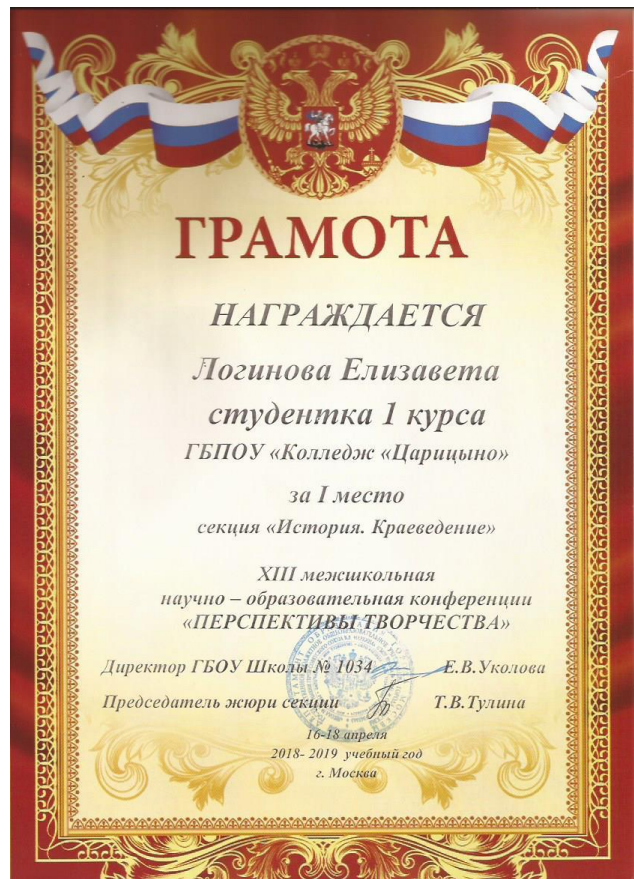 ГРАМОТА
НАГРАЖДАЕТСЯ
Логинова Елизавета
студентка 1 курса
ГБПОУ «Колледж «Царицыно»
за I место
секция «История. Краеведение»
XIII межшкольная
научно – образовательная конференции
«ПЕРСПЕКТИВЫ ТВОРЧЕСТВА»
Директор ГБОУ Школы № 1034 Е.В.Уколова
Председатель жюри секции Т.В.Тулина
16-18 апреля
2018- 2019 учебный год
г. Москва